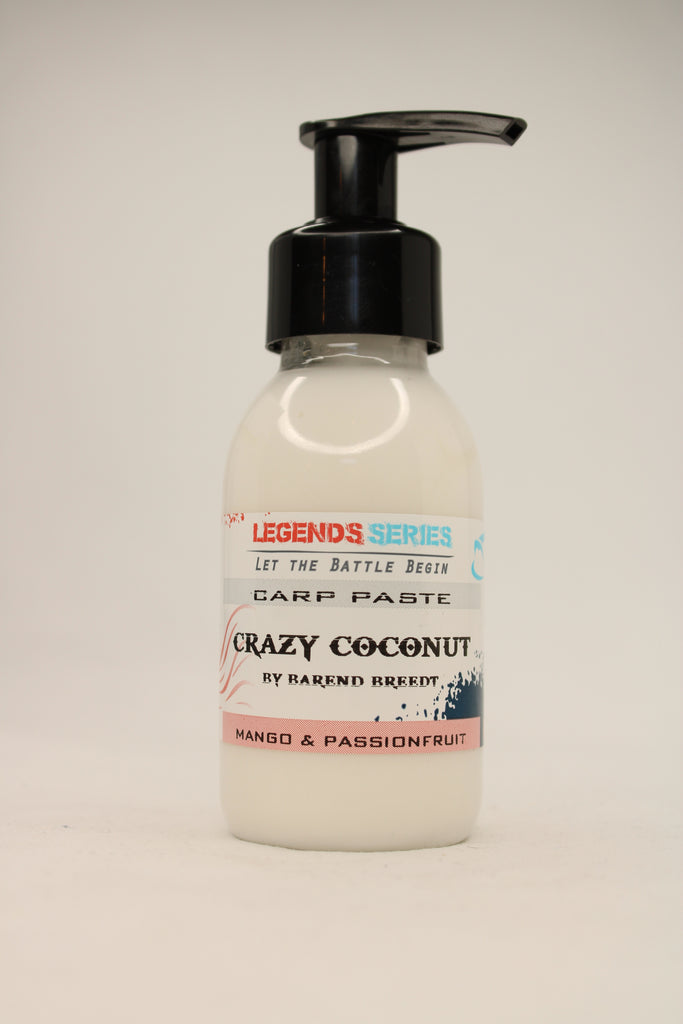 LEGENDS SERIES
LET THE BATTLE BEGIN
CARP PASTE
CRAZY COCONUT
BY BAREND BREEDT
MANGO & PASSIONFRUIT